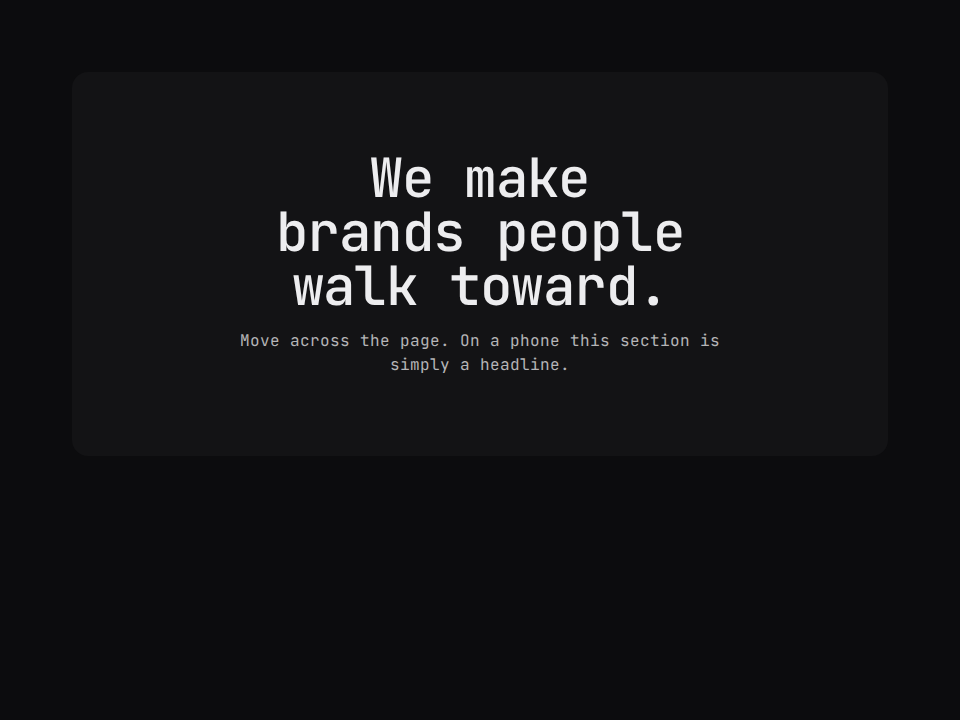 We make
brands people
walk toward.
Move across the page. On a phone this section is
simply a headline.